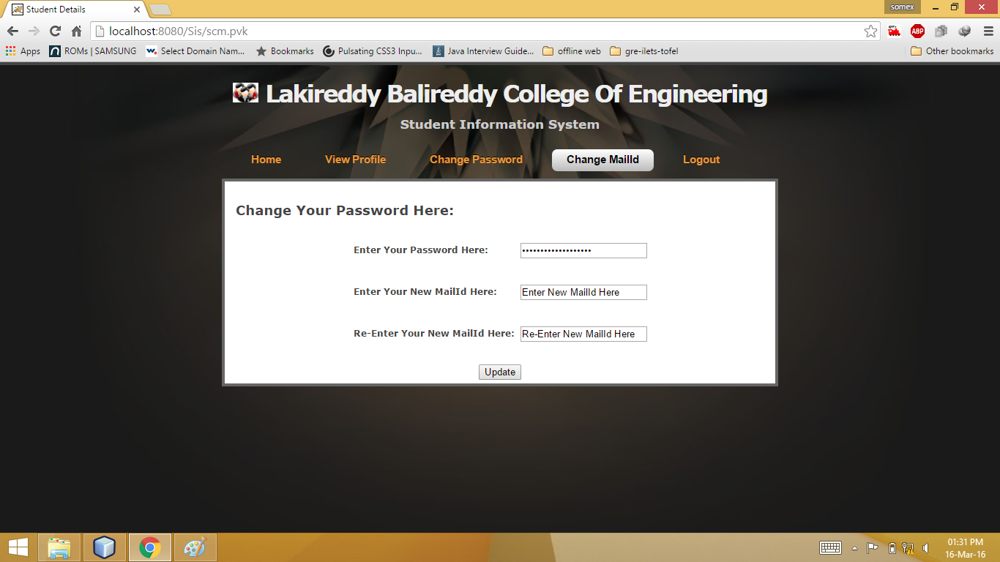 Student Details
somex
localhost:8080/Sis/scm.pvk
Apps ROMs | SAMSUNG Select Domain Nam... Bookmarks Pulsating CSS3 Inpu... Java Interview Guide... offline web gre-ilets-tofel Other bookmarks
ABP
Lakireddy Balireddy College Of Engineering
Student Information System
Home View Profile Change Password Change MailId Logout
Change Your Password Here:
Enter Your Password Here: •••••••••••••••••••
Enter Your New MailId Here: Enter New MailId Here
Re-Enter Your New MailId Here: Re-Enter New MailId Here
Update
01:31 PM
16-Mar-16